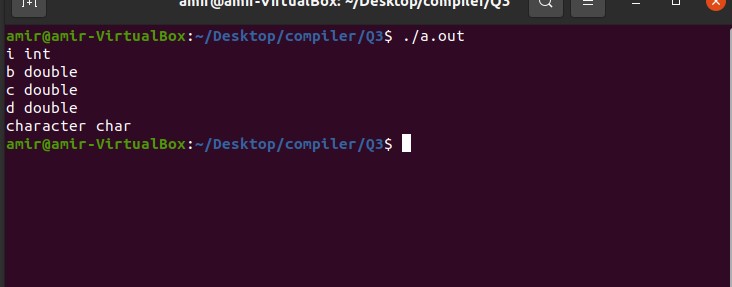 amir@amir-VirtualBox: ~/Desktop/compiler/Q3
amir@amir-VirtualBox:~/Desktop/compiler/Q3$ ./a.out
i int
b double
c double
d double
character char
amir@amir-VirtualBox:~/Desktop/compiler/Q3$